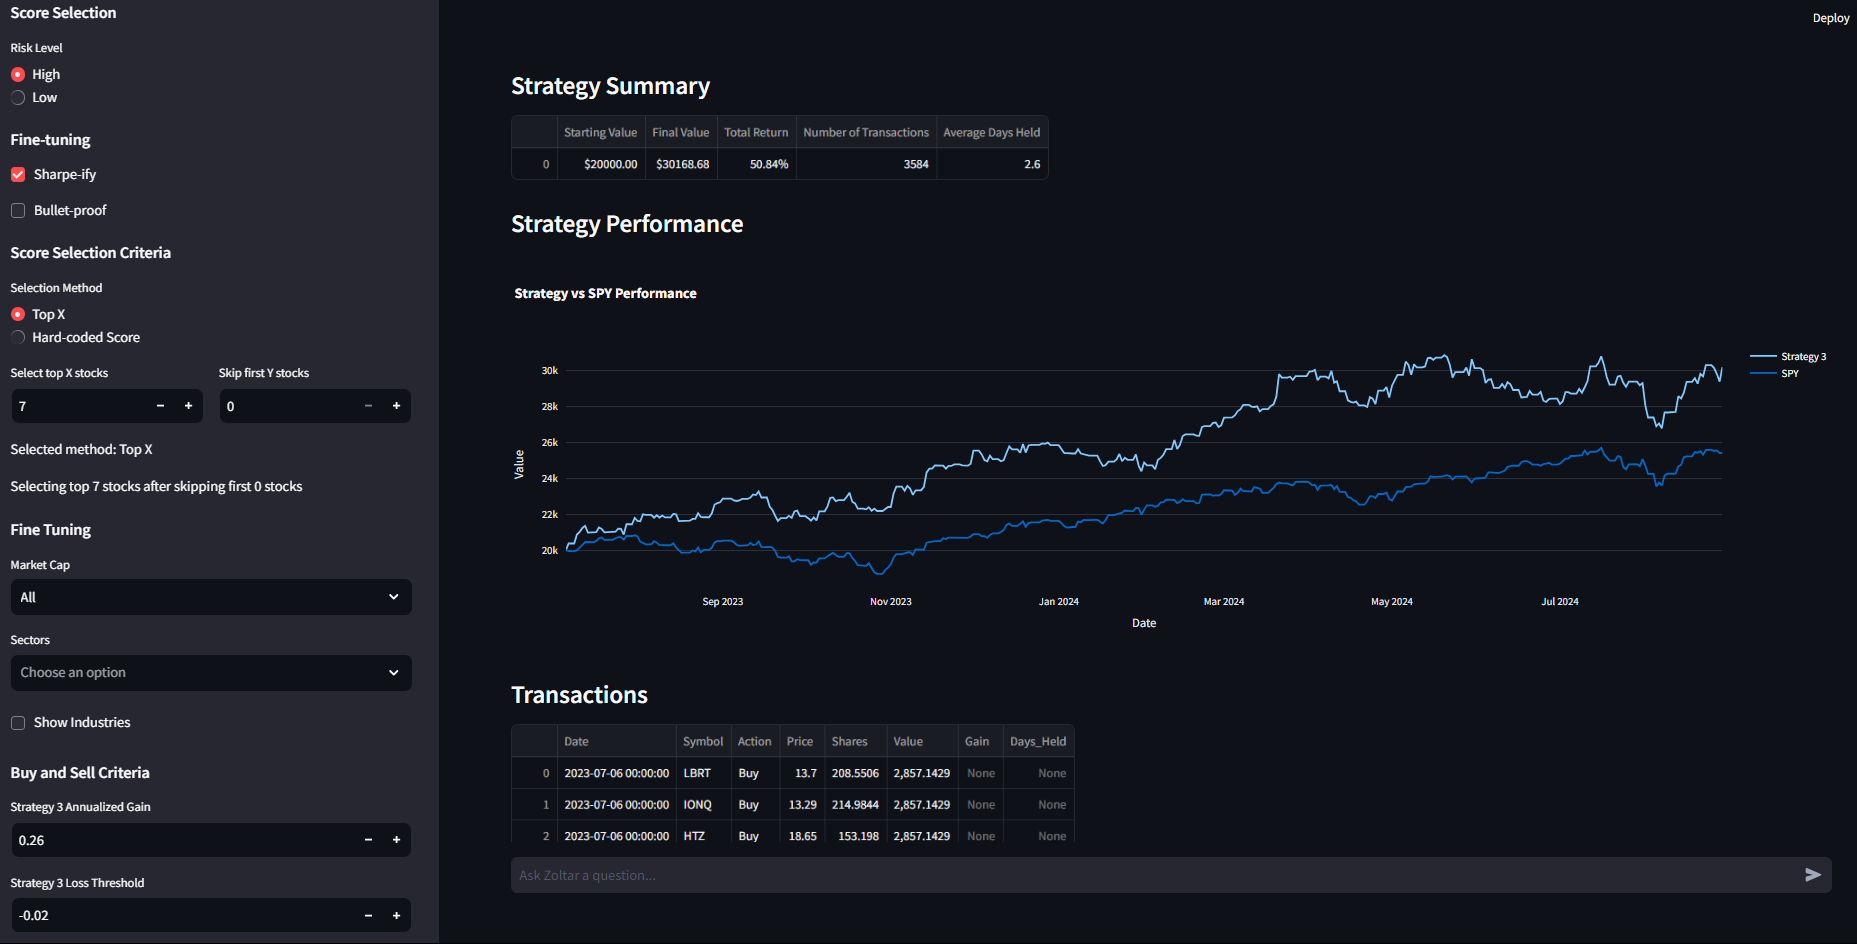 Score Selection
Risk Level
High
Low
Fine-tuning
Sharpe-ify
Bullet-proof
Score Selection Criteria
Selection Method
Top X
Hard-coded Score
Select top X stocks
Skip first Y stocks
7 − +
0 − +
Selected method: Top X
Selecting top 7 stocks after skipping first 0 stocks
Fine Tuning
Market Cap
All
Sectors
Choose an option
Show Industries
Buy and Sell Criteria
Strategy 3 Annualized Gain
0.26 − +
Strategy 3 Loss Threshold
-0.02 − +
Deploy
Strategy Summary
Starting Value Final Value Total Return Number of Transactions Average Days Held
0 $20000.00 $30168.68 50.84% 3584 2.6
Strategy Performance
Strategy vs SPY Performance
30k
28k
26k
24k
22k
20k
Value
Strategy 3
SPY
Sep 2023 Nov 2023 Jan 2024 Mar 2024 May 2024 Jul 2024
Date
Transactions
Date Symbol Action Price Shares Value Gain Days_Held
0 2023-07-06 00:00:00 LBRT Buy 13.7 208.5506 2,857.1429 None None
1 2023-07-06 00:00:00 IONQ Buy 13.29 214.9844 2,857.1429 None None
2 2023-07-06 00:00:00 HTZ Buy 18.65 153.198 2,857.1429 None None
Ask Zoltar a question...